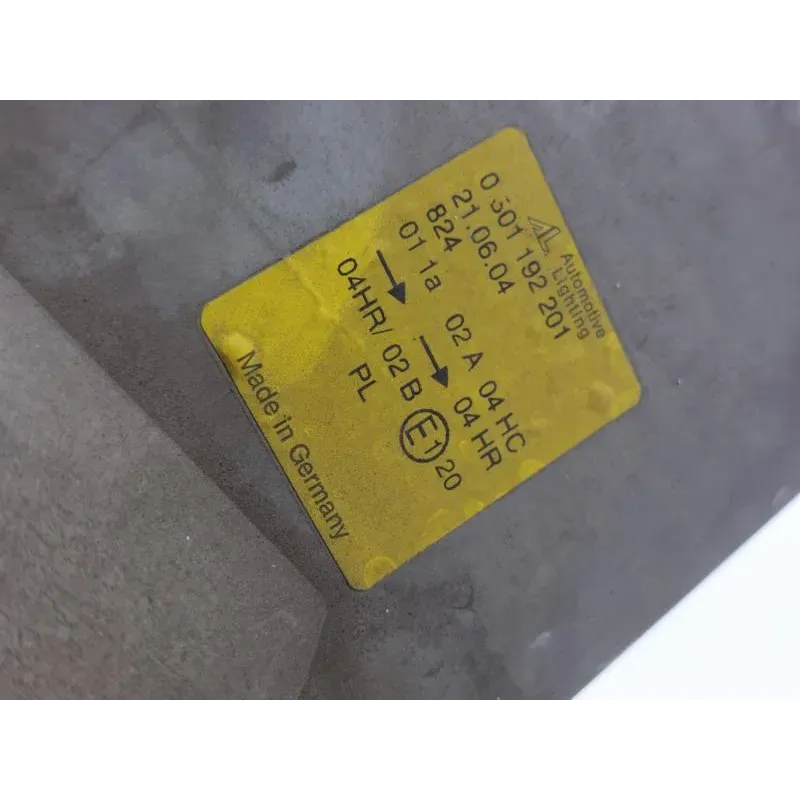 AL Automotive
Lighting
0 301 192 201
21.06.04
824
01 1a 02 A 04 HC
→ → 04 HR
04HR/ 02 B E1 20
PL
Made in Germany